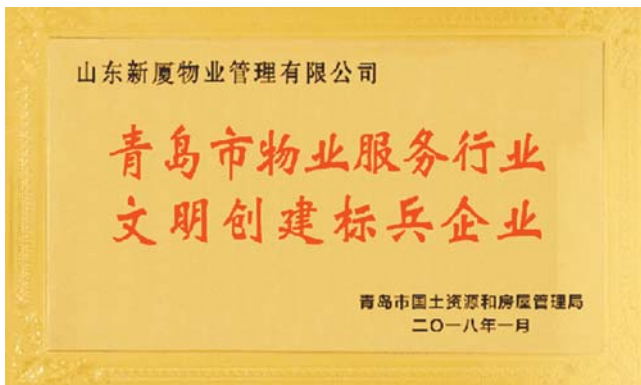 山东新厦物业管理有限公司
青岛市物业服务行业
文明创建标兵企业
青岛市国土资源和房屋管理局
二〇一八年一月